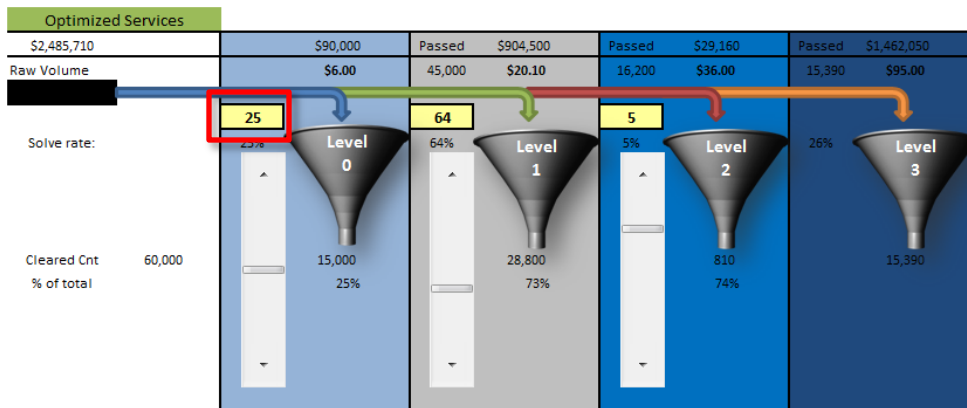 Optimized Services
$2,485,710 $90,000 Passed $904,500 Passed $29,160 Passed $1,462,050
Raw Volume $6.00 45,000 $20.10 16,200 $36.00 15,390 $95.00
25 64 5
Solve rate: 25% Level 0 64% Level 1 5% Level 2 26% Level 3
Cleared Cnt 60,000 15,000 28,800 810 15,390
% of total 25% 73% 74%